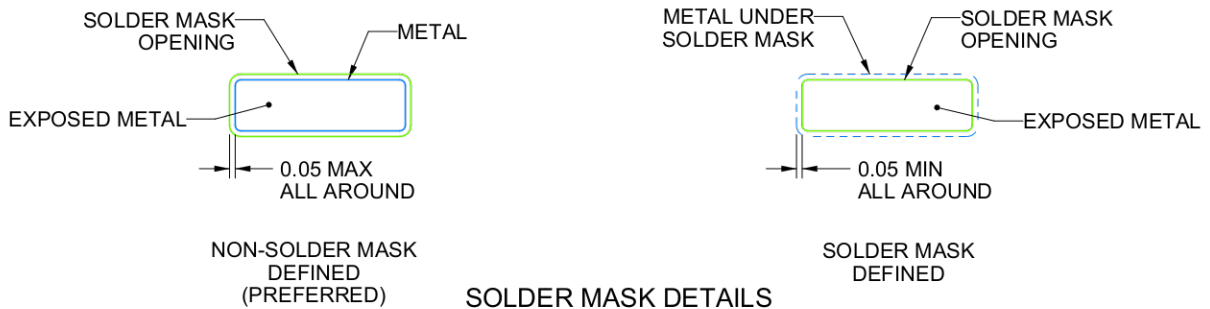 SOLDER MASK
OPENING
METAL
EXPOSED METAL
0.05 MAX
ALL AROUND
NON-SOLDER MASK
DEFINED
(PREFERRED)
METAL UNDER
SOLDER MASK
SOLDER MASK
OPENING
EXPOSED METAL
0.05 MIN
ALL AROUND
SOLDER MASK
DEFINED
SOLDER MASK DETAILS